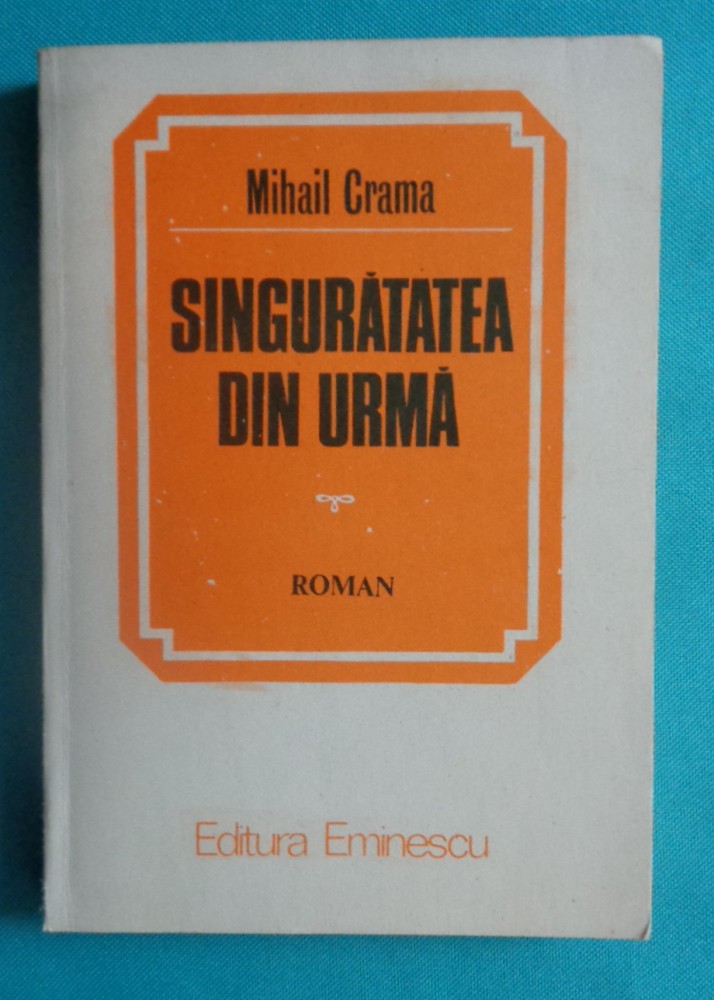 Mihail Crama
SINGURĂTATEA
DIN URMĂ
ROMAN
Editura Eminescu